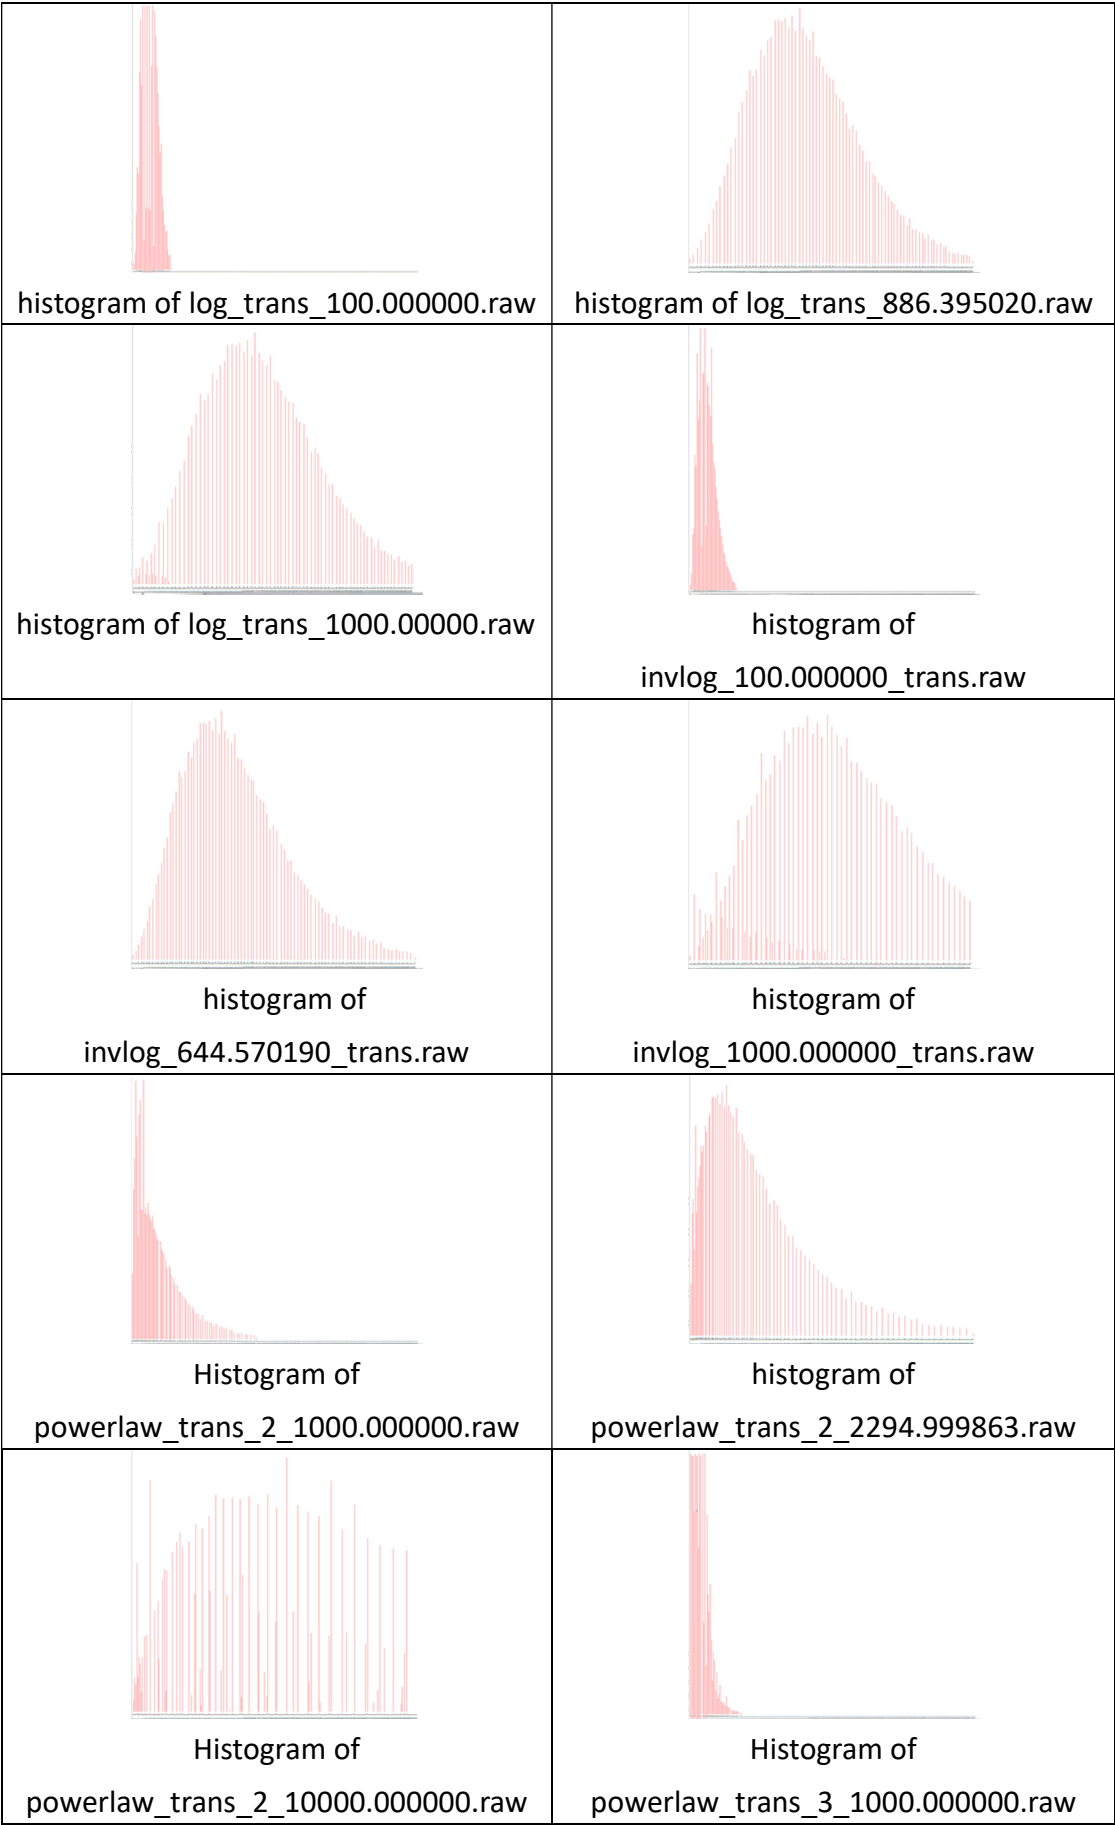 histogram of log_trans_100.000000.raw
histogram of log_trans_886.395020.raw
histogram of log_trans_1000.00000.raw
histogram of
invlog_100.000000_trans.raw
histogram of
invlog_644.570190_trans.raw
histogram of
invlog_1000.000000_trans.raw
Histogram of
powerlaw_trans_2_1000.000000.raw
histogram of
powerlaw_trans_2_2294.999863.raw
Histogram of
powerlaw_trans_2_10000.000000.raw
Histogram of
powerlaw_trans_3_1000.000000.raw